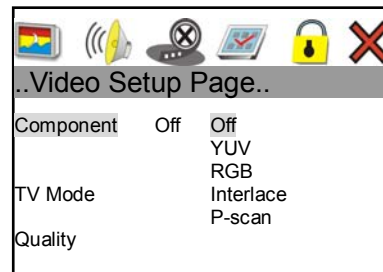 ..Video Setup Page..
Component Off Off
YUV
RGB
TV Mode Interlace
P-scan
Quality